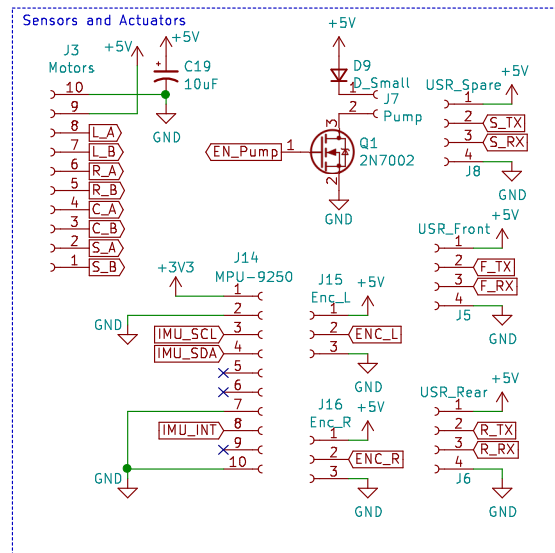 Sensors and Actuators
J3
Motors
+5V
+5V
C19
10uF
GND
10
9
8 L_A
7 L_B
6 R_A
5 R_B
4 C_A
3 C_B
2 S_A
1 S_B
+5V
D9
D_Small
1
J7
2 Pump
3
EN_Pump 1
Q1
2N7002
2
GND
USR_Spare
+5V
1
2 S_TX
3 S_RX
4
J8
GND
USR_Front
+5V
1
2 F_TX
3 F_RX
4
J5
GND
J14
MPU-9250
+3V3
1
GND
2
IMU_SCL 3
IMU_SDA 4
5
6
7
IMU_INT 8
9
GND
10
J15
Enc_L
+5V
1
2 ENC_L
3
GND
J16
Enc_R
+5V
1
2 ENC_R
3
GND
USR_Rear
+5V
1
2 R_TX
3 R_RX
4
J6
GND